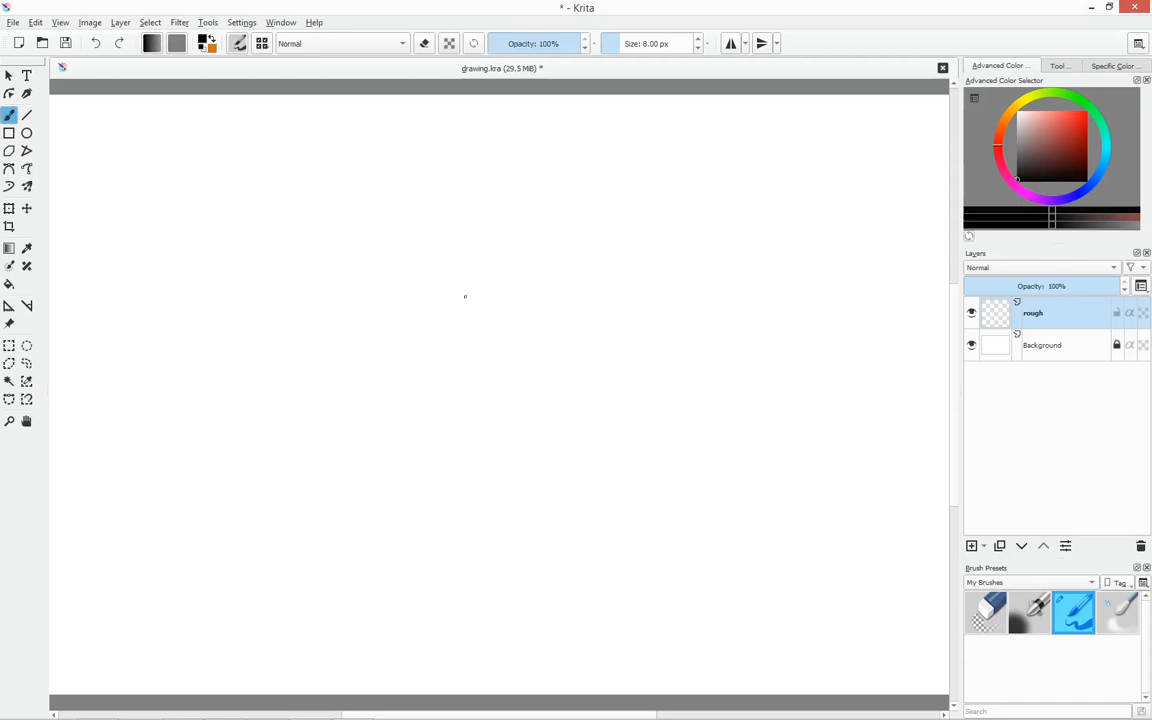 * - Krita
File Edit View Image Layer Select Filter Tools Settings Window Help
Normal Opacity: 100% Size: 8.00 px
drawing.kra (29.5 MiB) *
Advanced Color ... Tool ... Specific Color ...
Advanced Color Selector
Layers
Normal
Opacity: 100%
rough
Background
Brush Presets
My Brushes Tag
Search